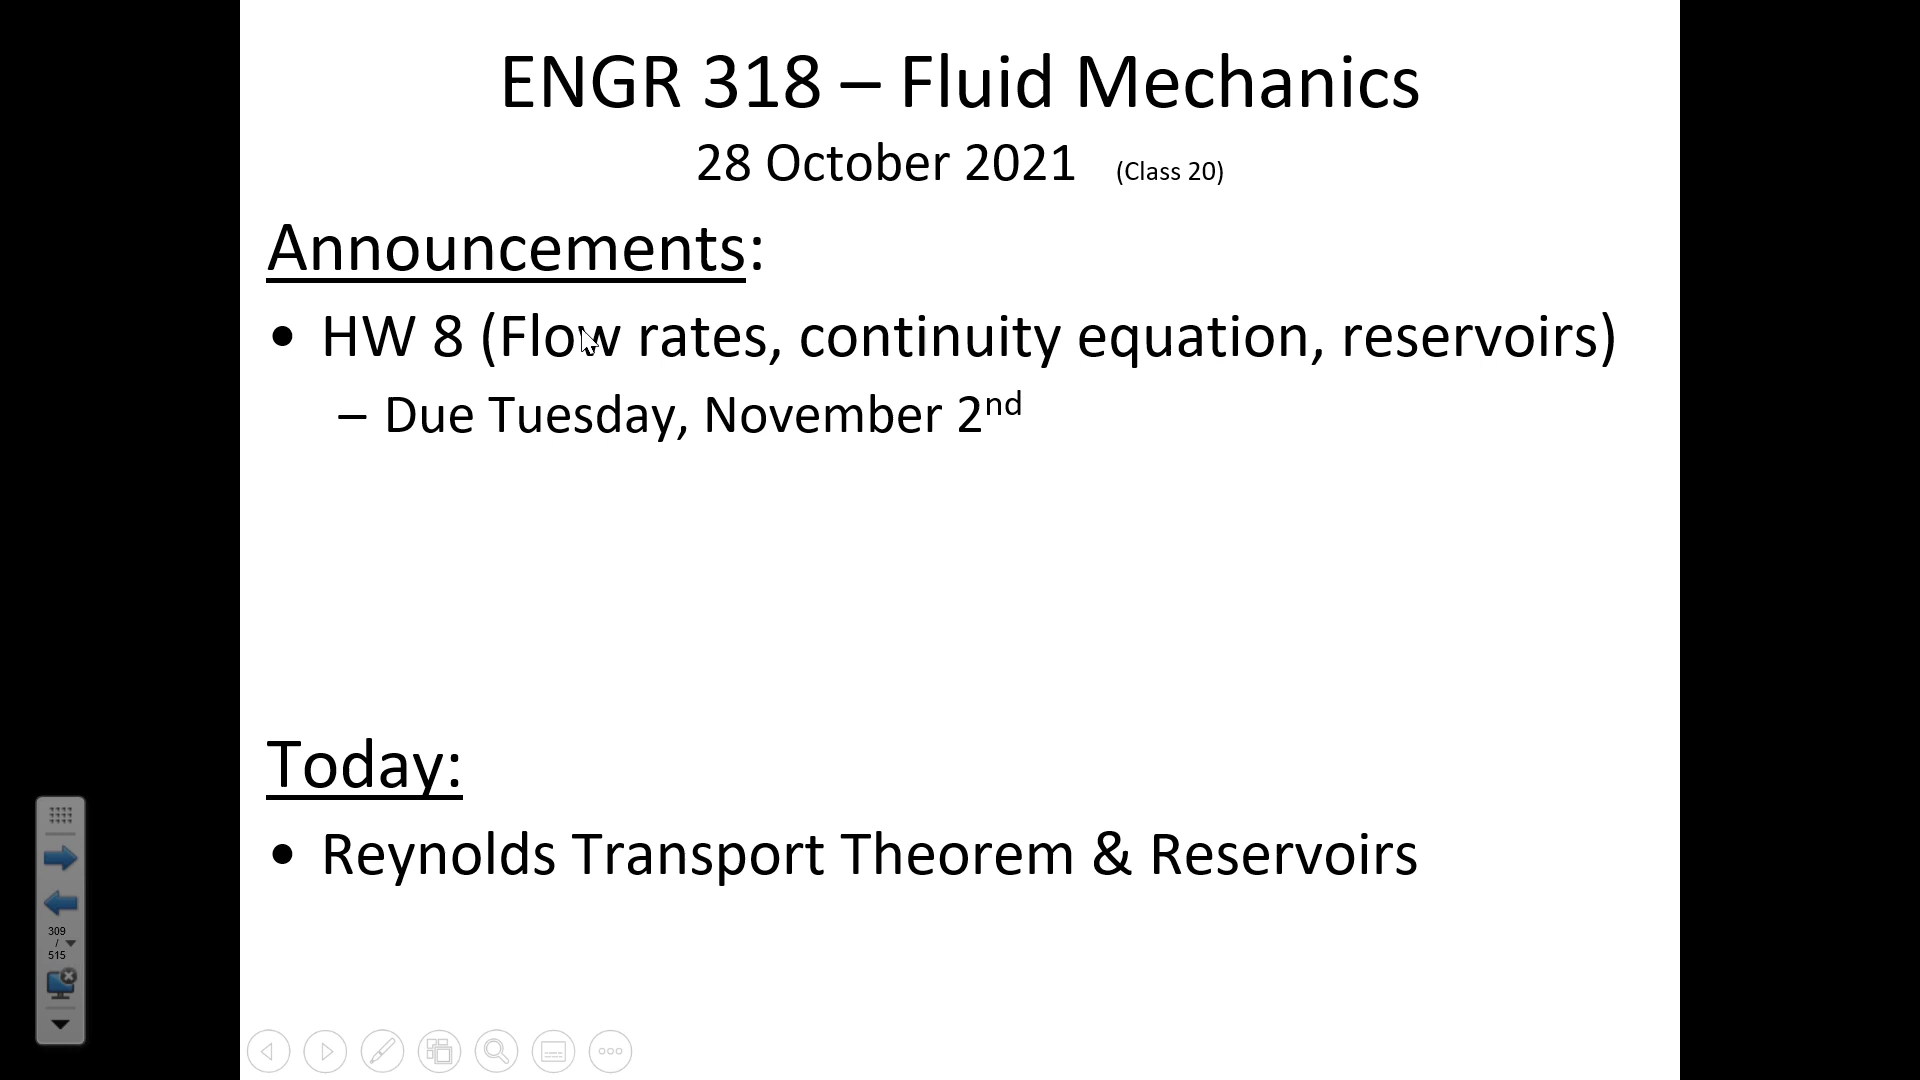 ENGR 318 – Fluid Mechanics
28 October 2021 (Class 20)
Announcements:
• HW 8 (Flow rates, continuity equation, reservoirs)
– Due Tuesday, November 2nd
Today:
• Reynolds Transport Theorem & Reservoirs
309
/
515